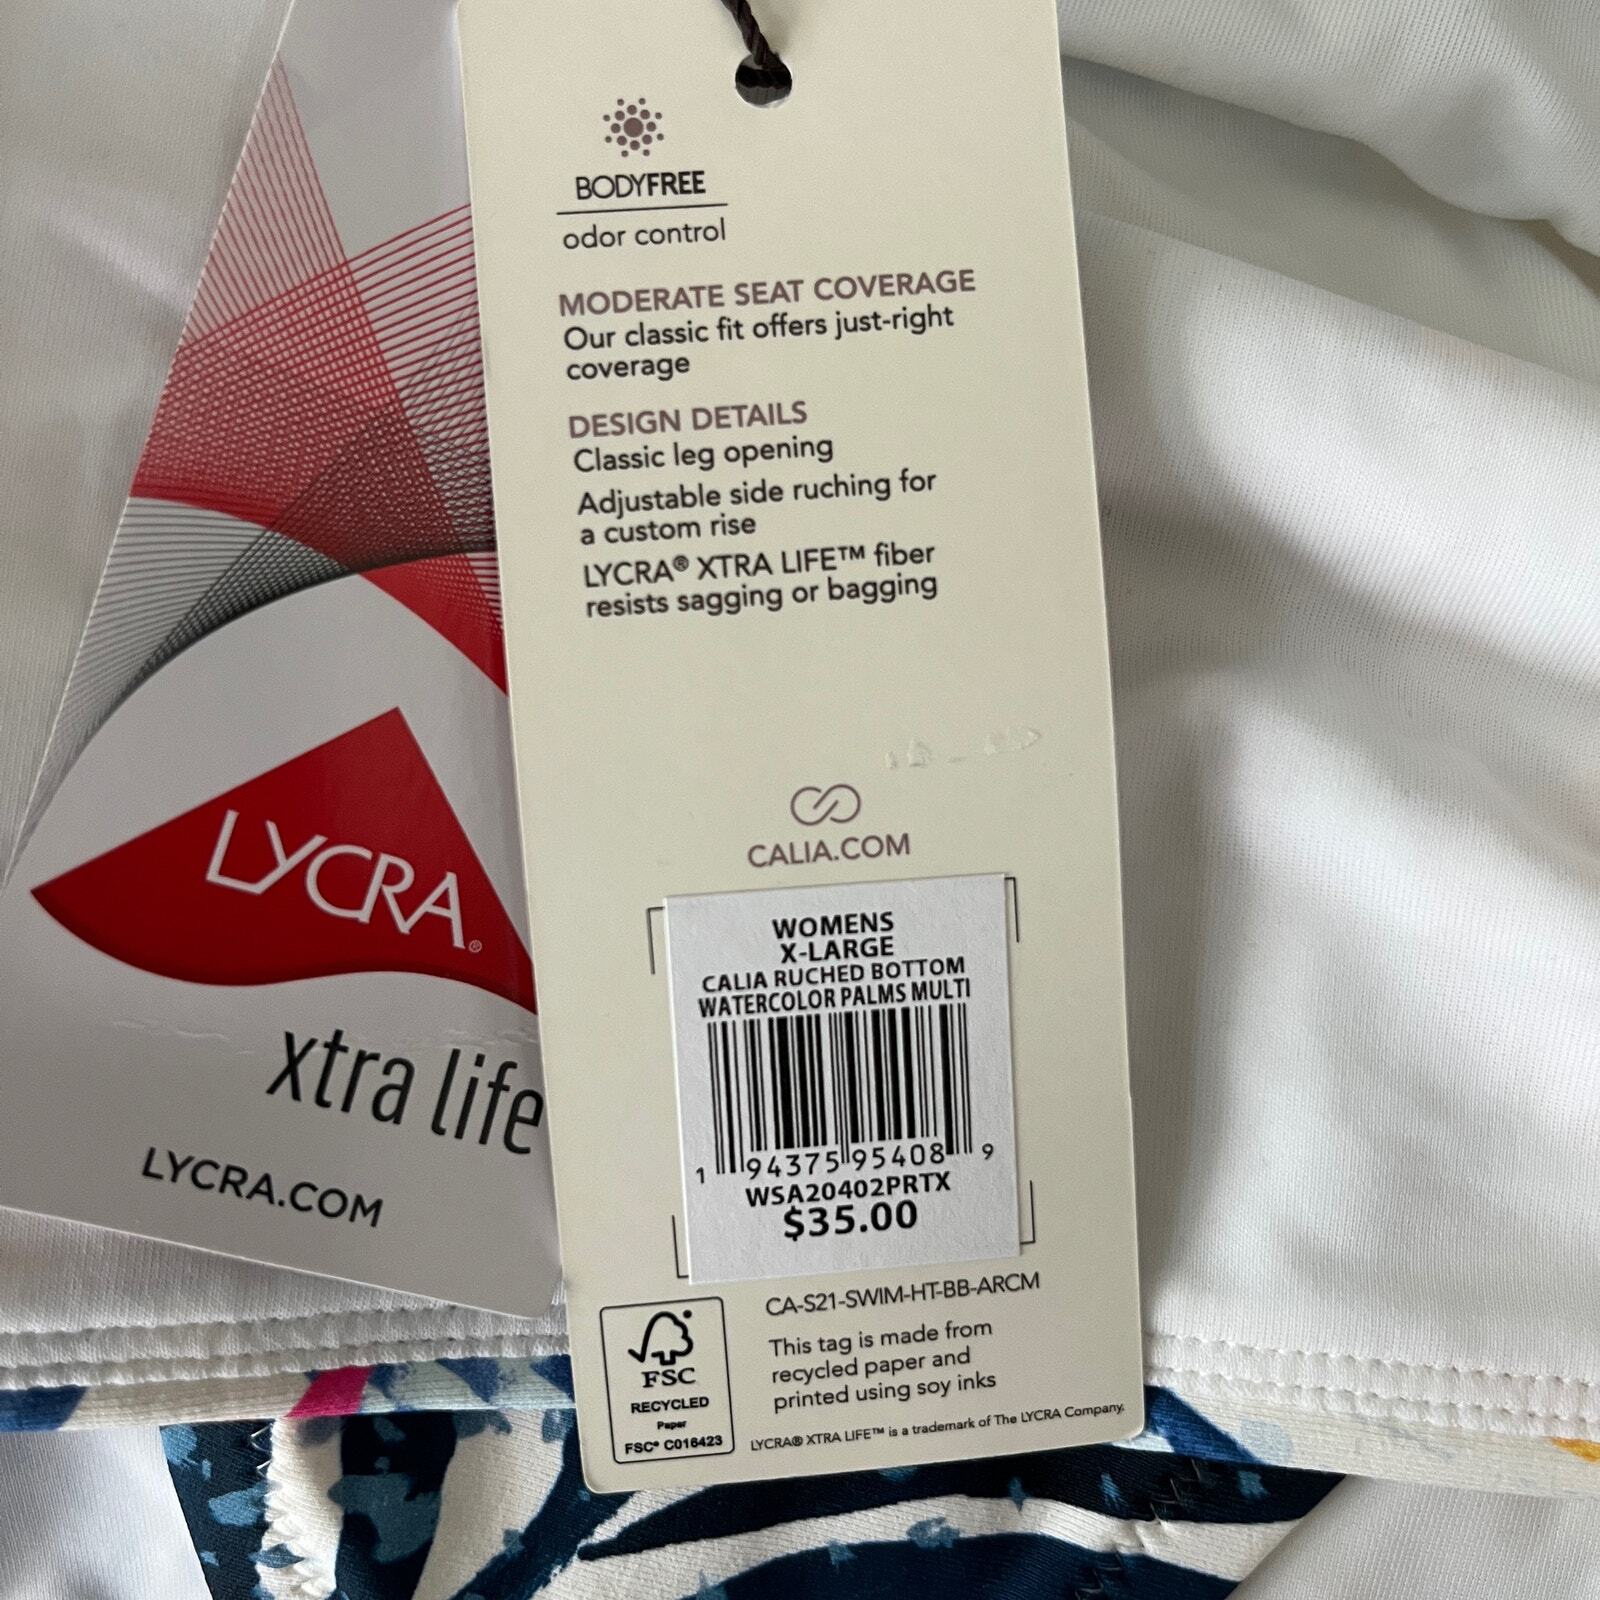 BODYFREE
odor control
MODERATE SEAT COVERAGE
Our classic fit offers just-right
coverage
DESIGN DETAILS
Classic leg opening
Adjustable side ruching for
a custom rise
LYCRA® XTRA LIFE™ fiber
resists sagging or bagging
CALIA.COM
WOMENS
X-LARGE
CALIA RUCHED BOTTOM
WATERCOLOR PALMS MULTI
1 94375 95408 9
WSA20402PRTX
$35.00
CA-S21-SWIM-HT-BB-ARCM
This tag is made from
recycled paper and
printed using soy inks
FSC
RECYCLED
Paper
FSC® C016423
LYCRA® XTRA LIFE™ is a trademark of The LYCRA Company.
LYCRA®
xtra life
LYCRA.COM